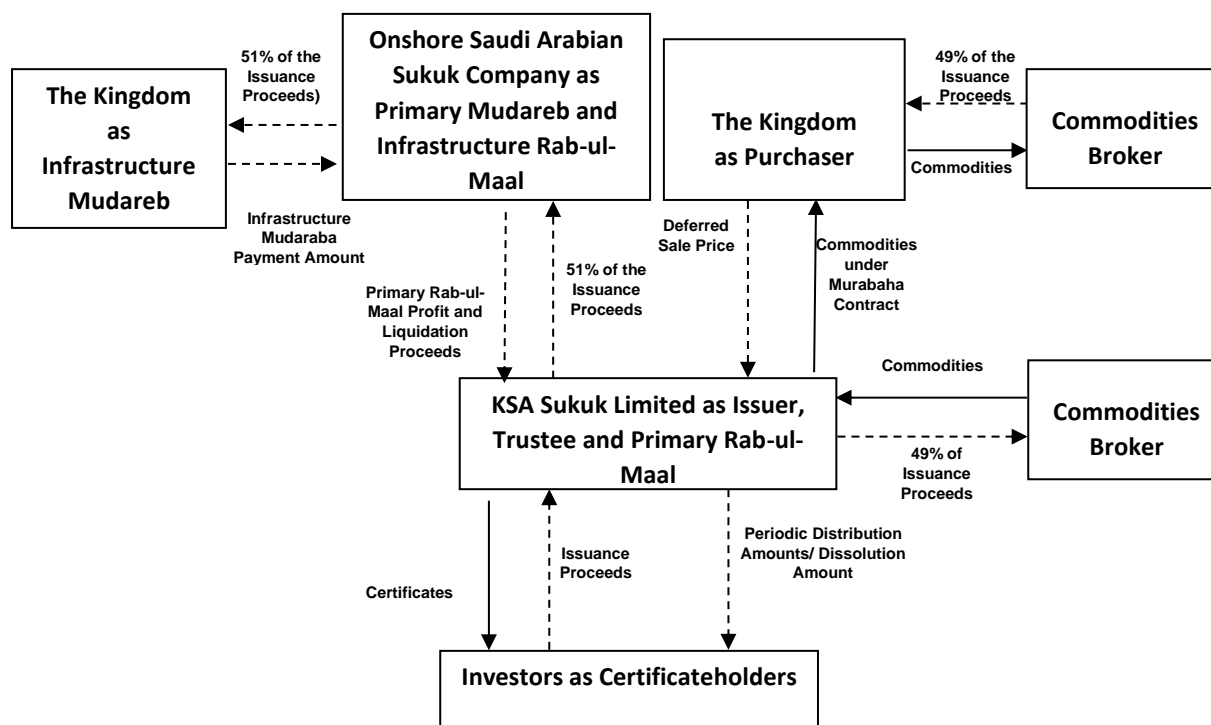 51% of the
Issuance
Proceeds)
The Kingdom
as
Infrastructure
Mudareb
Infrastructure
Mudaraba
Payment Amount
Onshore Saudi Arabian
Sukuk Company as
Primary Mudareb and
Infrastructure Rab-ul-
Maal
The Kingdom
as Purchaser
49% of the
Issuance
Proceeds
Commodities
Commodities
Broker
Primary Rab-ul-
Maal Profit and
Liquidation
Proceeds
51% of the
Issuance
Proceeds
Deferred
Sale Price
Commodities
under
Murabaha
Contract
KSA Sukuk Limited as Issuer,
Trustee and Primary Rab-ul-
Maal
Commodities
49% of
Issuance
Proceeds
Commodities
Broker
Certificates
Issuance
Proceeds
Periodic Distribution
Amounts/ Dissolution
Amount
Investors as Certificateholders